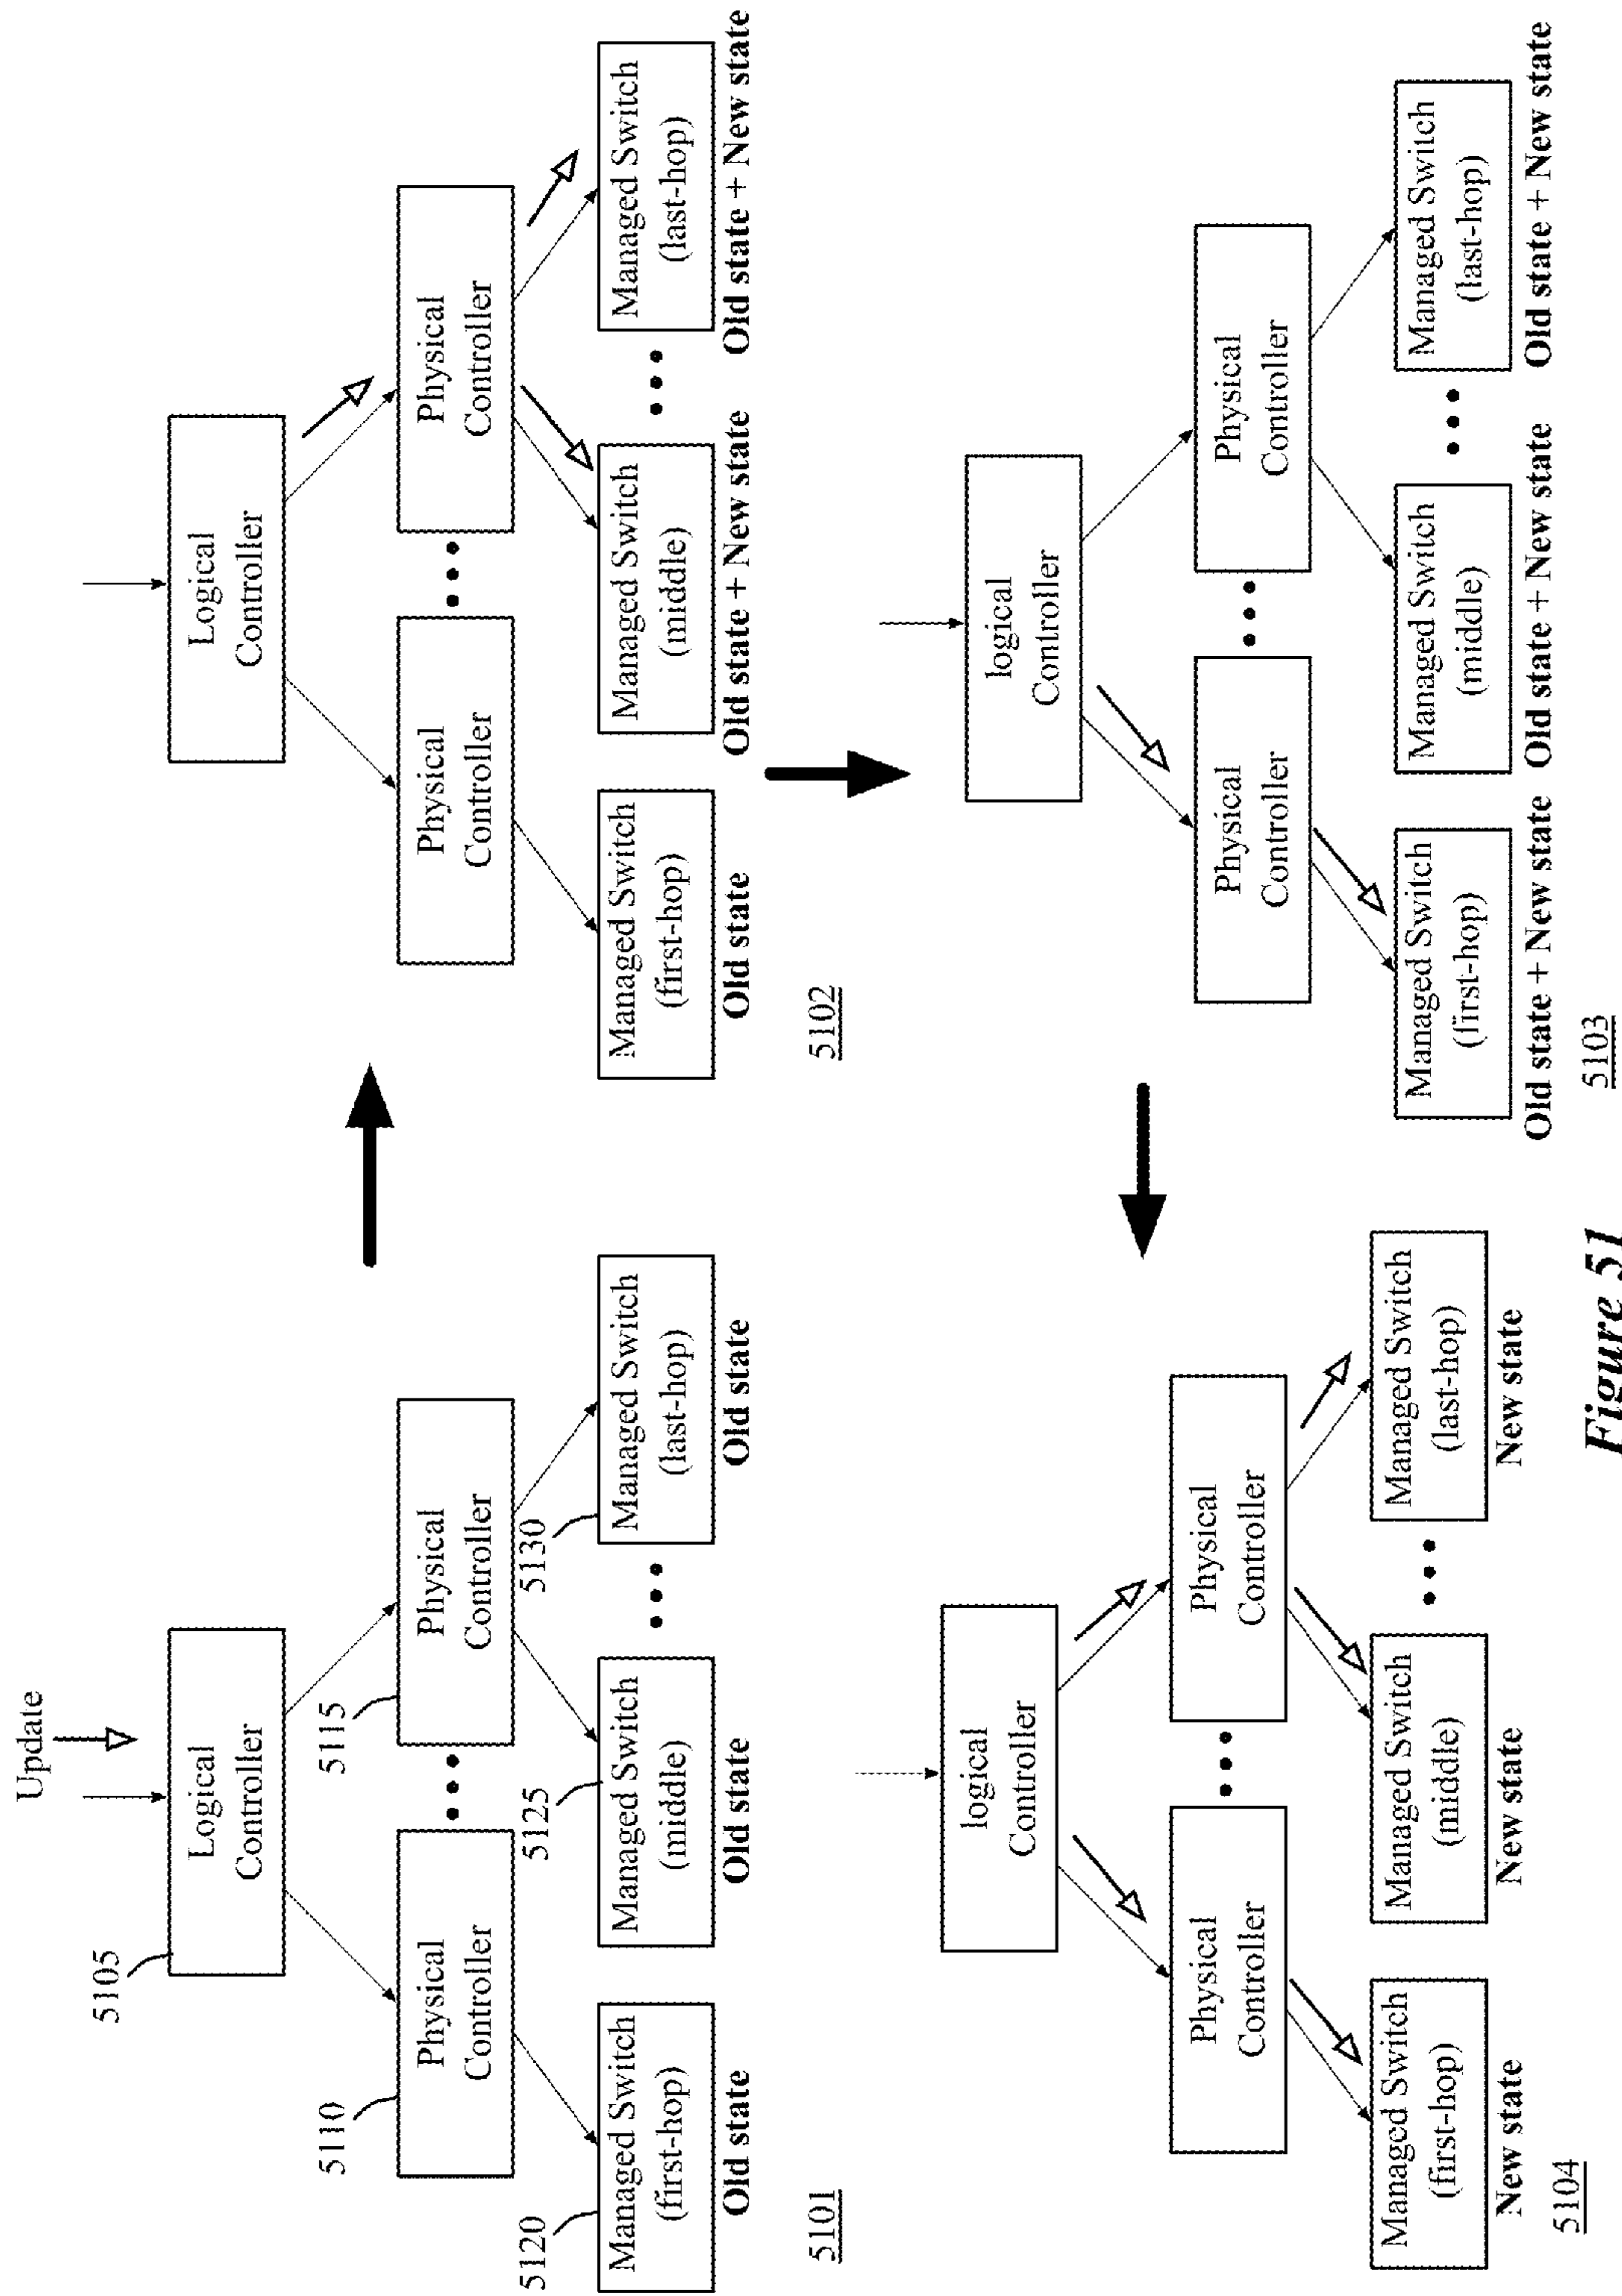 Update
5105
Logical
Controller
5110
Physical
Controller
5115
Physical
Controller
5120
Managed Switch
(first-hop)
Old state
5125
Managed Switch
(middle)
Old state
5130
Managed Switch
(last-hop)
Old state
5101
Logical
Controller
Physical
Controller
Physical
Controller
Managed Switch
(first-hop)
Old state
Managed Switch
(middle)
Old state + New state
Managed Switch
(last-hop)
Old state + New state
5102
logical
Controller
Physical
Controller
Physical
Controller
Managed Switch
(first-hop)
Old state + New state
Managed Switch
(middle)
Old state + New state
Managed Switch
(last-hop)
Old state + New state
5103
logical
Controller
Physical
Controller
Physical
Controller
Managed Switch
(first-hop)
New state
Managed Switch
(middle)
New state
Managed Switch
(last-hop)
New state
5104
Figure 51